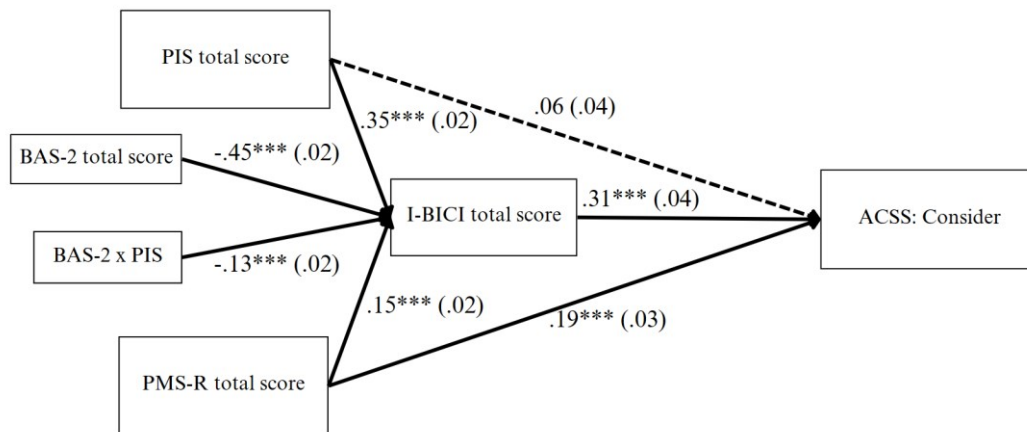 PIS total score
.06 (.04)
.35*** (.02)
BAS-2 total score
-.45*** (.02)
I-BICI total score
.31*** (.04)
ACSS: Consider
BAS-2 x PIS
-.13*** (.02)
.15*** (.02)
.19*** (.03)
PMS-R total score